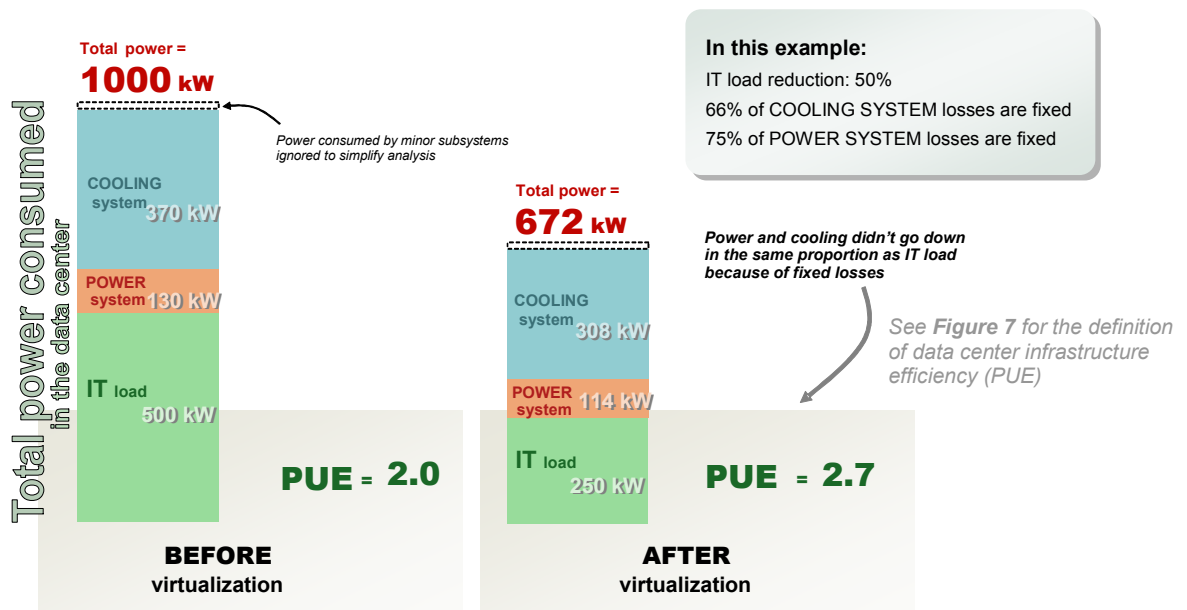 Total power consumed
in the data center
Total power =
1000 kW
COOLING
system
370 kW
POWER
system
130 kW
IT load
500 kW
PUE = 2.0
BEFORE
virtualization
Power consumed by minor subsystems
ignored to simplify analysis
Total power =
672 kW
COOLING
system
308 kW
POWER
system
114 kW
IT load
250 kW
PUE = 2.7
AFTER
virtualization
In this example:
IT load reduction: 50%
66% of COOLING SYSTEM losses are fixed
75% of POWER SYSTEM losses are fixed
Power and cooling didn’t go down
in the same proportion as IT load
because of fixed losses
See Figure 7 for the definition
of data center infrastructure
efficiency (PUE)